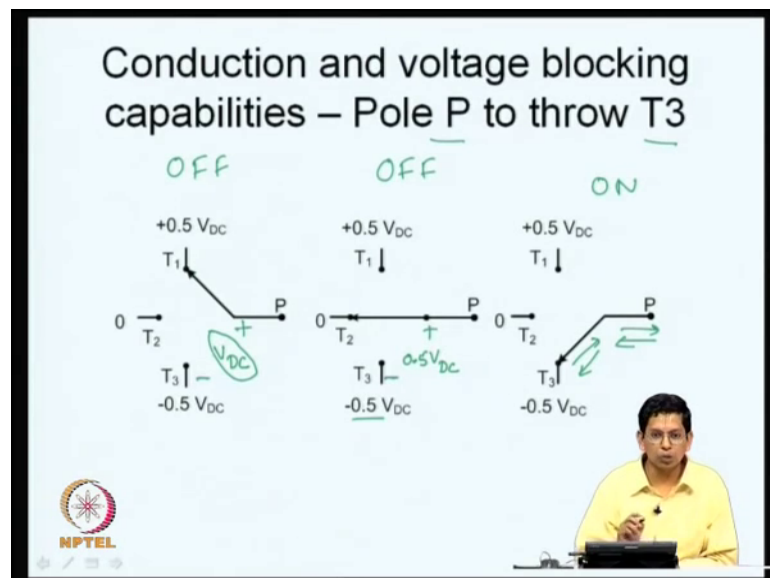 Conduction and voltage blocking
capabilities – Pole P to throw T3
OFF
OFF
ON
+0.5 VDC
+0.5 VDC
+0.5 VDC
T1
T1
T1
P
P
P
0
0
0
T2
T2
T2
+
+
VDC
0.5VDC
T3 -
T3 -
T3
-0.5 VDC
-0.5 VDC
-0.5 VDC
NPTEL